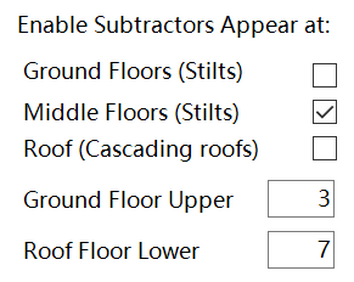 Enable Subtractors Appear at:
Ground Floors (Stilts)
Middle Floors (Stilts)
Roof (Cascading roofs)
Ground Floor Upper 3
Roof Floor Lower 7